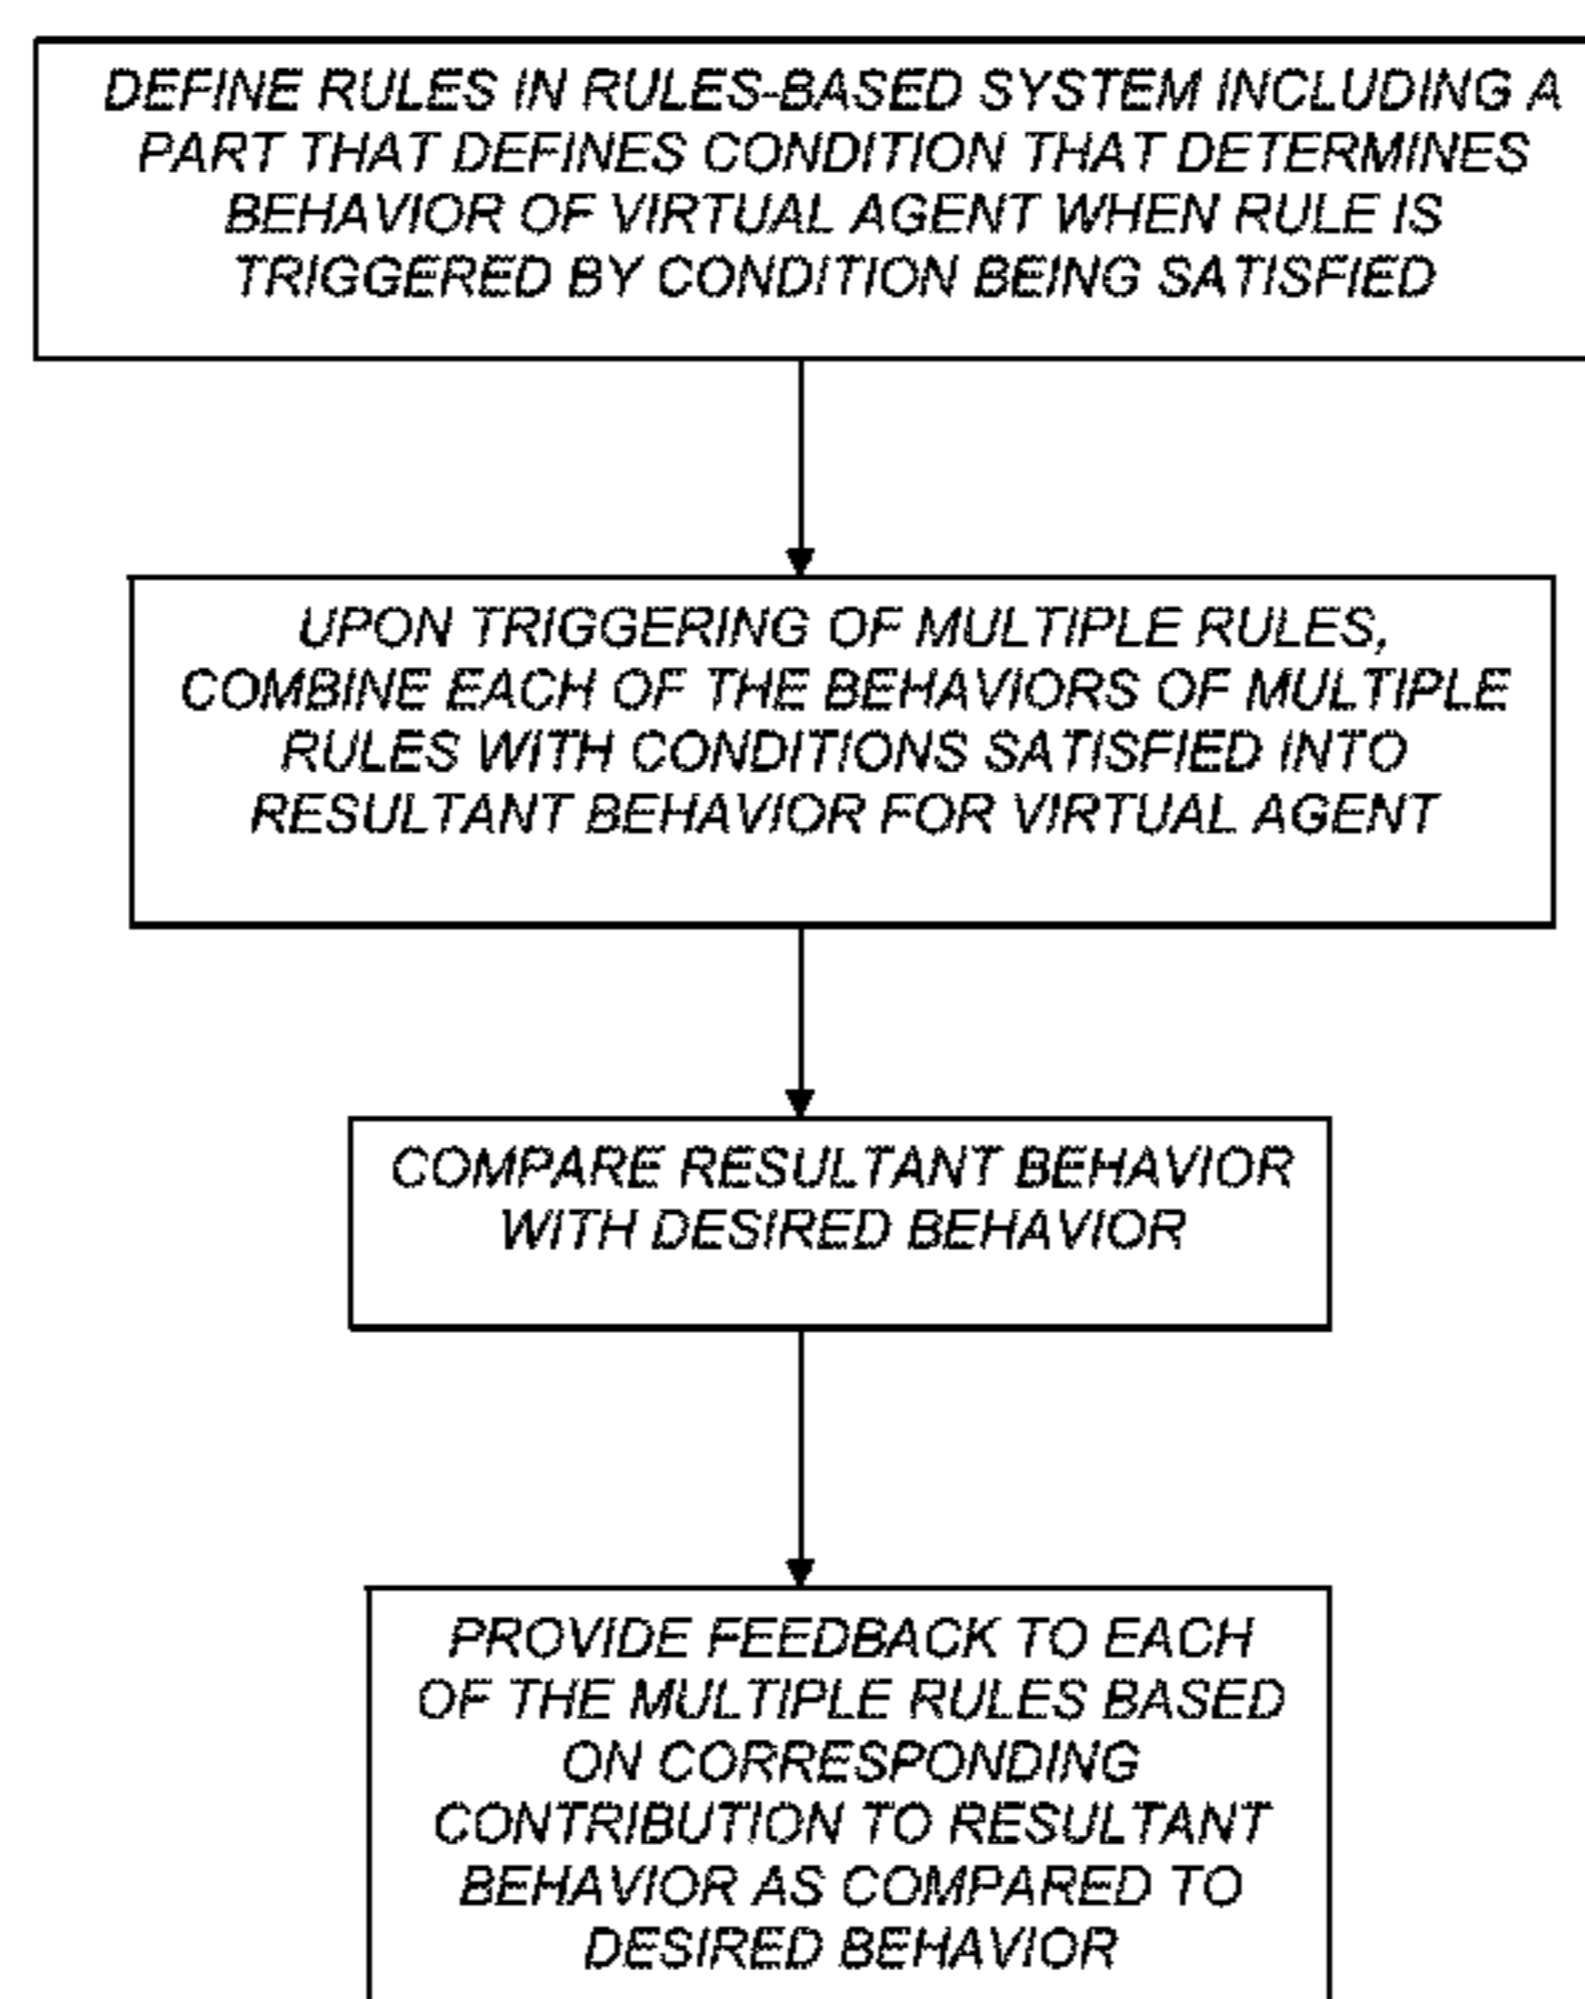 DEFINE RULES IN RULES-BASED SYSTEM INCLUDING A
PART THAT DEFINES CONDITION THAT DETERMINES
BEHAVIOR OF VIRTUAL AGENT WHEN RULE IS
TRIGGERED BY CONDITION BEING SATISFIED
UPON TRIGGERING OF MULTIPLE RULES,
COMBINE EACH OF THE BEHAVIORS OF MULTIPLE
RULES WITH CONDITIONS SATISFIED INTO
RESULTANT BEHAVIOR FOR VIRTUAL AGENT
COMPARE RESULTANT BEHAVIOR
WITH DESIRED BEHAVIOR
PROVIDE FEEDBACK TO EACH
OF THE MULTIPLE RULES BASED
ON CORRESPONDING
CONTRIBUTION TO RESULTANT
BEHAVIOR AS COMPARED TO
DESIRED BEHAVIOR